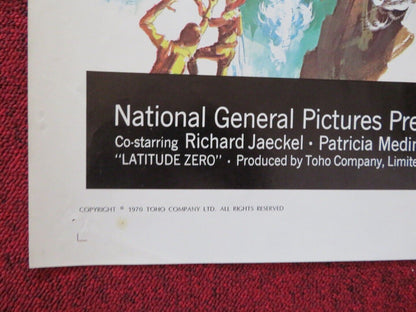 National General Pictures Pre
Co-starring Richard Jaeckel · Patricia Medin
"LATITUDE ZERO" · Produced by Toho Company, Limite
COPYRIGHT © 1970 TOHO COMPANY LTD. ALL RIGHTS RESERVED